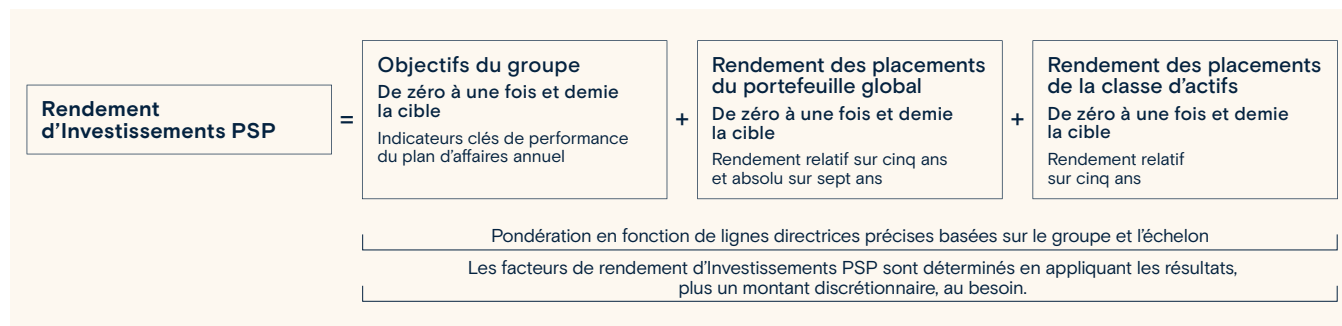 Rendement
d’Investissements PSP
=
Objectifs du groupe
De zéro à une fois et demie
la cible
Indicateurs clés de performance
du plan d’affaires annuel
+
Rendement des placements
du portefeuille global
De zéro à une fois et demie
la cible
Rendement relatif sur cinq ans
et absolu sur sept ans
+
Rendement des placements
de la classe d’actifs
De zéro à une fois et demie
la cible
Rendement relatif
sur cinq ans
Pondération en fonction de lignes directrices précises basées sur le groupe et l’échelon
Les facteurs de rendement d’Investissements PSP sont déterminés en appliquant les résultats,
plus un montant discrétionnaire, au besoin.